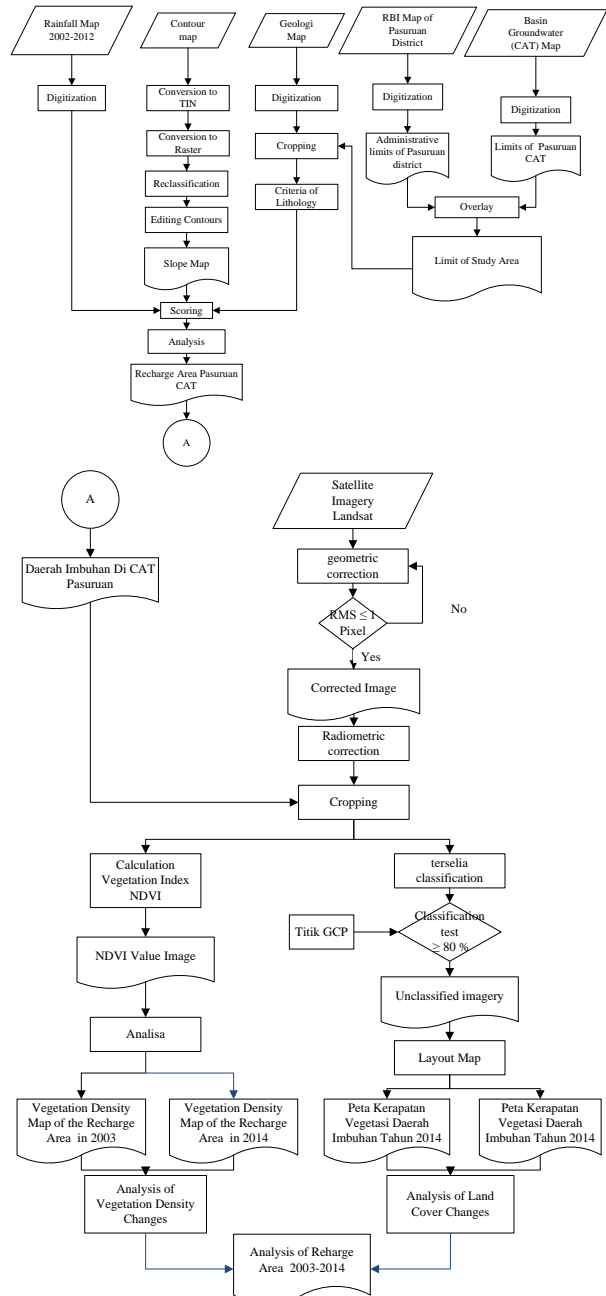 Rainfall Map
2002-2012
Contour
map
Geologi
Map
RBI Map of
Pasuruan
District
Basin
Groundwater
(CAT) Map
Digitization
Conversion to
TIN
Digitization
Digitization
Digitization
Conversion to
Raster
Cropping
Administrative
limits of Pasuruan
district
Limits of Pasuruan
CAT
Reclassification
Criteria of
Lithology
Editing Contours
Overlay
Slope Map
Limit of Study Area
Scoring
Analysis
Recharge Area Pasuruan
CAT
A
A
Satellite
Imagery
Landsat
Daerah Imbuhan Di CAT
Pasuruan
geometric
correction
RMS ≤ 1
Pixel
No
Yes
Corrected Image
Radiometric
correction
Cropping
Calculation
Vegetation Index
NDVI
terselia
classification
Titik GCP
Classification
test
≥ 80 %
NDVI Value Image
Unclassified imagery
Analisa
Layout Map
Vegetation Density
Map of the Recharge
Area in 2003
Vegetation Density
Map of the Recharge
Area in 2014
Peta Kerapatan
Vegetasi Daerah
Imbuhan Tahun 2014
Peta Kerapatan
Vegetasi Daerah
Imbuhan Tahun 2014
Analysis of
Vegetation Density
Changes
Analysis of Land
Cover Changes
Analysis of Reharge
Area 2003-2014